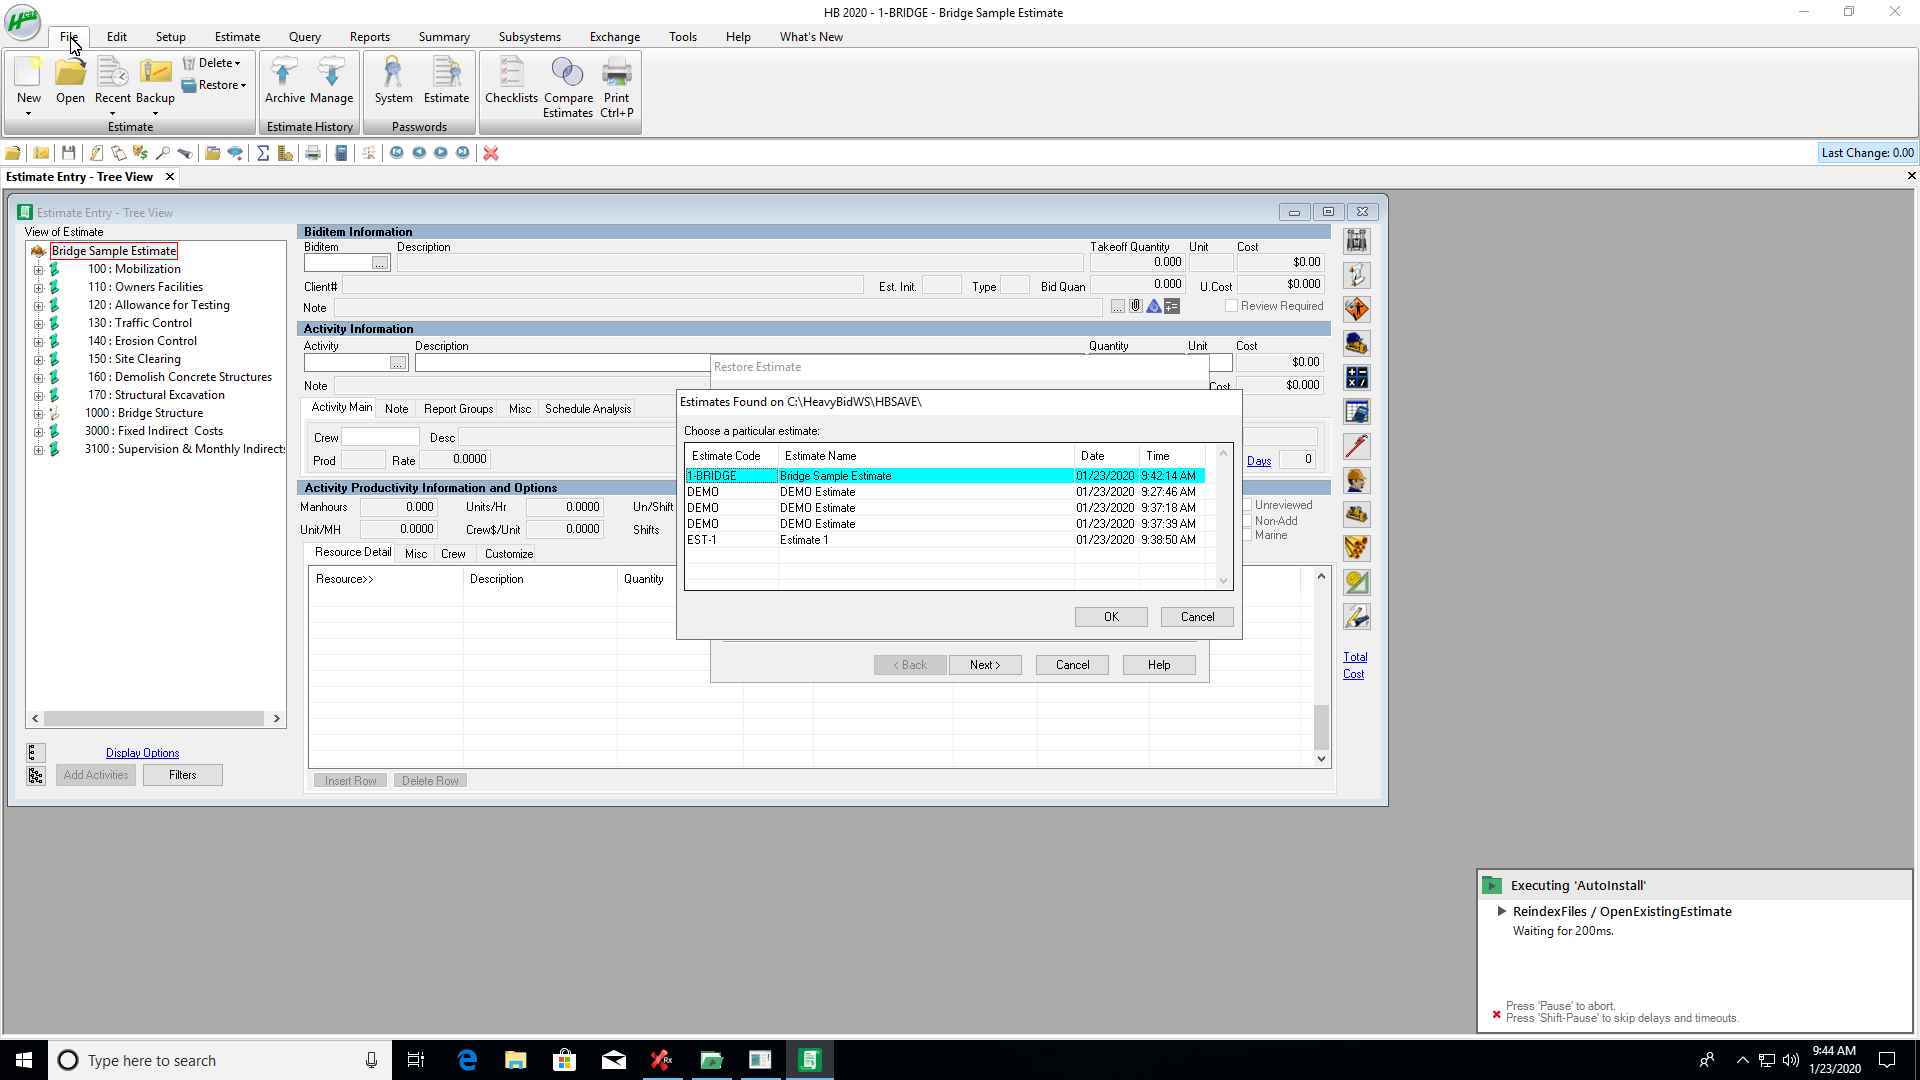 HB 2020 - 1-BRIDGE - Bridge Sample Estimate
File Edit Setup Estimate Query Reports Summary Subsystems Exchange Tools Help What's New
New Open Recent Backup Delete Restore Archive Manage System Estimate Checklists Compare Estimates Print Ctrl+P
Estimate Estimate History Passwords
Last Change: 0.00
Estimate Entry - Tree View
Estimate Entry - Tree View
View of Estimate
Bridge Sample Estimate
100 : Mobilization
110 : Owners Facilities
120 : Allowance for Testing
130 : Traffic Control
140 : Erosion Control
150 : Site Clearing
160 : Demolish Concrete Structures
170 : Structural Excavation
1000 : Bridge Structure
3000 : Fixed Indirect Costs
3100 : Supervision & Monthly Indirects
Display Options
Add Activities Filters
Biditem Information
Biditem Description Takeoff Quantity Unit Cost
... 0.000 $0.00
Client# Est. Init. Type Bid Quan 0.000 U.Cost $0.000
Note ... Review Required
Activity Information
Activity Description Quantity Unit Cost
... $0.00
Note Cost $0.000
Activity Main Note Report Groups Misc Schedule Analysis
Crew Desc
Prod Rate 0.0000 Days 0
Activity Productivity Information and Options
Manhours 0.000 Units/Hr 0.0000 Un/Shift Unreviewed
Non-Add
Unit/MH 0.0000 Crew$/Unit 0.0000 Shifts Marine
Resource Detail Misc Crew Customize
Resource>> Description Quantity
Insert Row Delete Row
Total
Cost
Restore Estimate
Estimates Found on C:\HeavyBidWS\HBSAVE\
Choose a particular estimate:
Estimate Code Estimate Name Date Time
1-BRIDGE Bridge Sample Estimate 01/23/2020 9:42:14 AM
DEMO DEMO Estimate 01/23/2020 9:27:46 AM
DEMO DEMO Estimate 01/23/2020 9:37:18 AM
DEMO DEMO Estimate 01/23/2020 9:37:39 AM
EST-1 Estimate 1 01/23/2020 9:38:50 AM
OK Cancel
< Back Next > Cancel Help
Executing 'AutoInstall'
ReindexFiles / OpenExistingEstimate
Waiting for 200ms.
Press 'Pause' to abort.
Press 'Shift-Pause' to skip delays and timeouts.
Type here to search
9:44 AM
1/23/2020